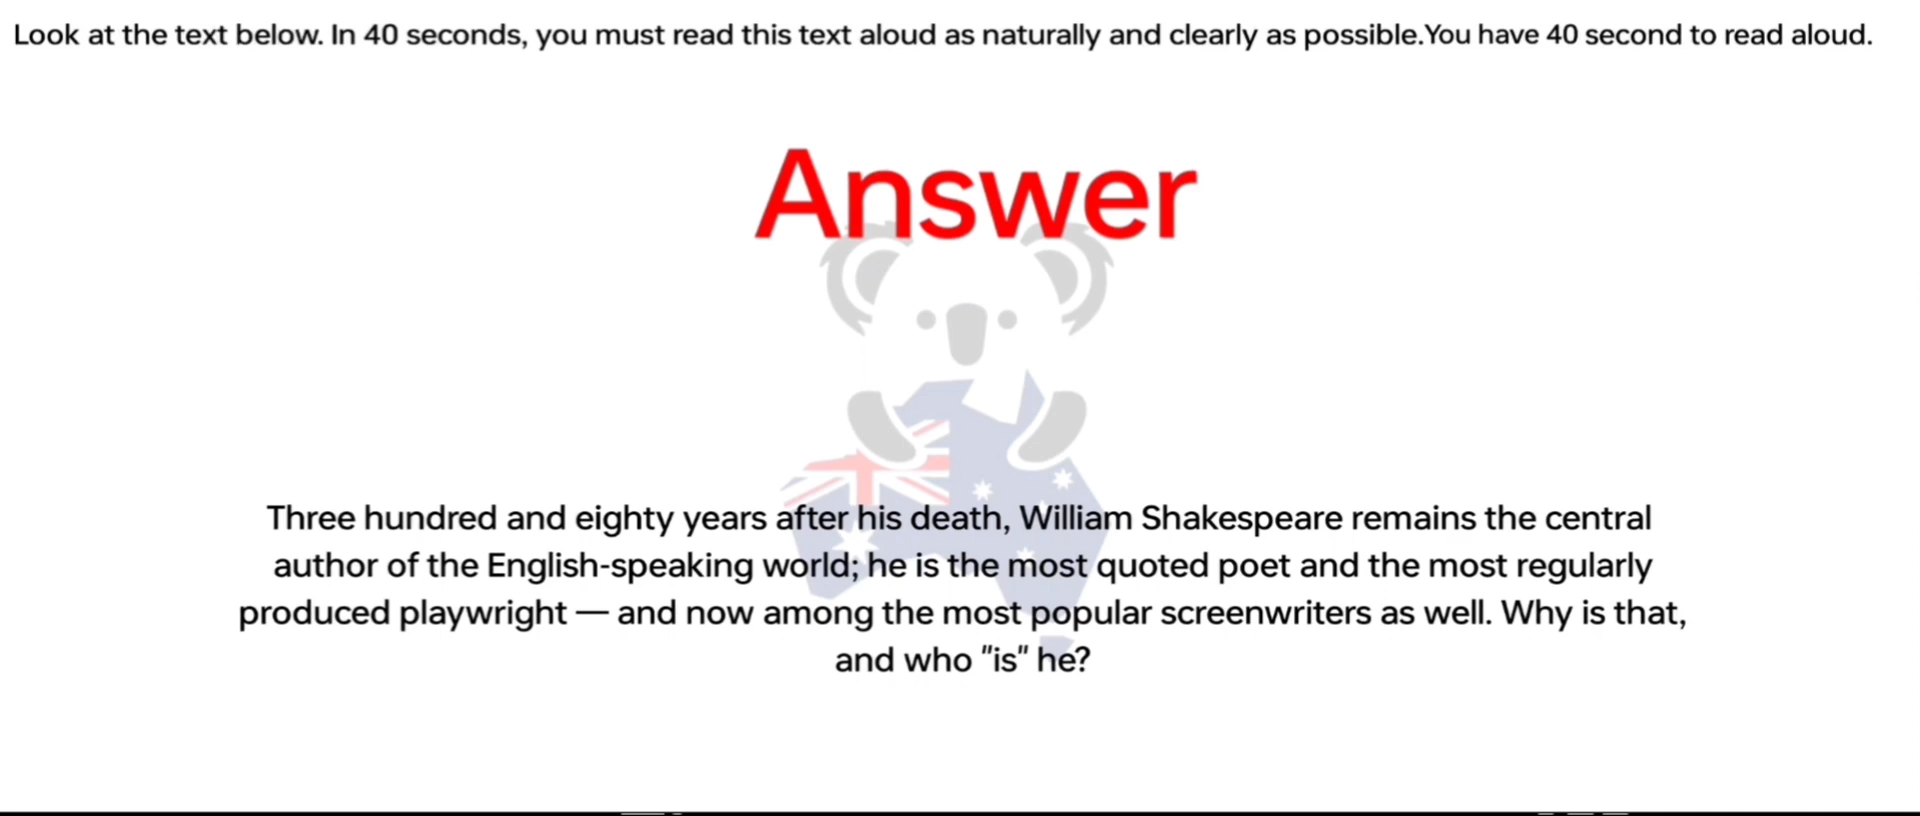 Look at the text below. In 40 seconds, you must read this text aloud as naturally and clearly as possible.You have 40 second to read aloud.
Answer
Three hundred and eighty years after his death, William Shakespeare remains the central
author of the English-speaking world; he is the most quoted poet and the most regularly
produced playwright — and now among the most popular screenwriters as well. Why is that,
and who "is" he?